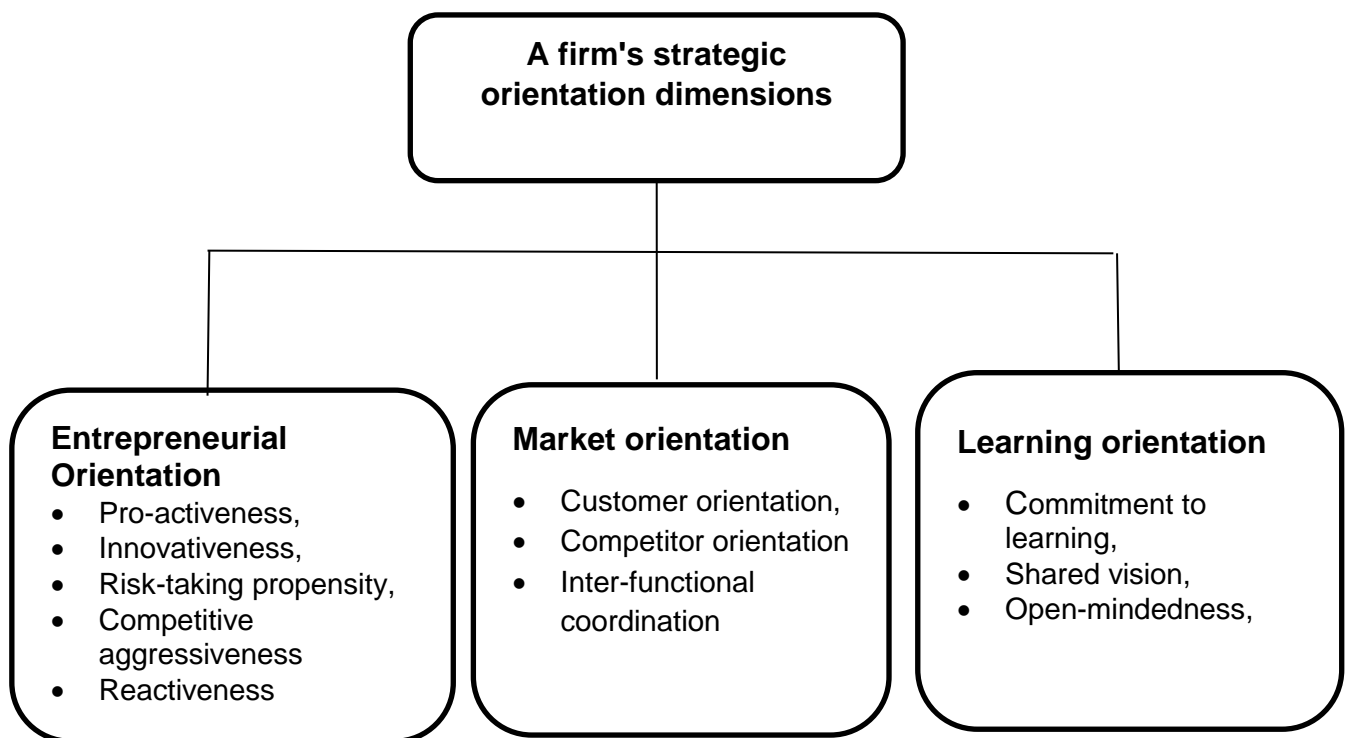 A firm's strategic
orientation dimensions
Entrepreneurial
Orientation
• Pro-activeness,
• Innovativeness,
• Risk-taking propensity,
• Competitive
aggressiveness
• Reactiveness
Market orientation
• Customer orientation,
• Competitor orientation
• Inter-functional
coordination
Learning orientation
• Commitment to
learning,
• Shared vision,
• Open-mindedness,